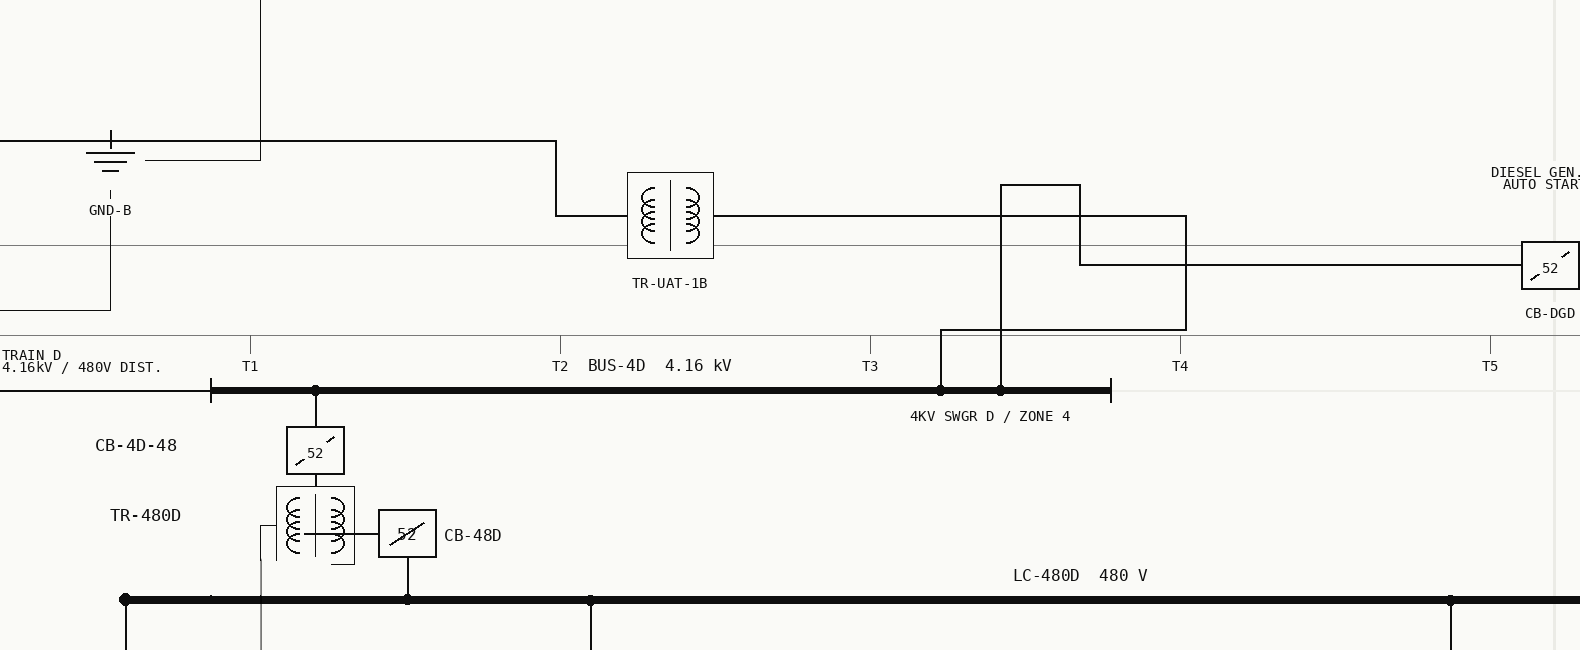 DIESEL GEN.
AUTO START
GND-B
52
TR-UAT-1B
CB-DGD
TRAIN D
4.16kV / 480V DIST.
T1
T2
BUS-4D 4.16 kV
T3
T4
T5
4KV SWGR D / ZONE 4
CB-4D-48
52
TR-480D
52
CB-48D
LC-480D 480 V